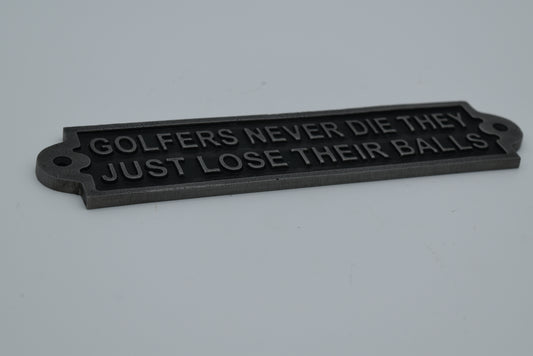 GOLFERS NEVER DIE THEY
JUST LOSE THEIR BALLS